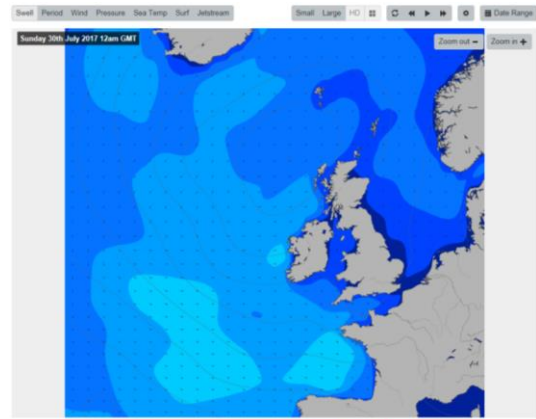 Swell Period Wind Pressure Sea Temp Surf Jetstream Small Large HD Date Range
Sunday 30th July 2017 12am GMT Zoom out − Zoom in +